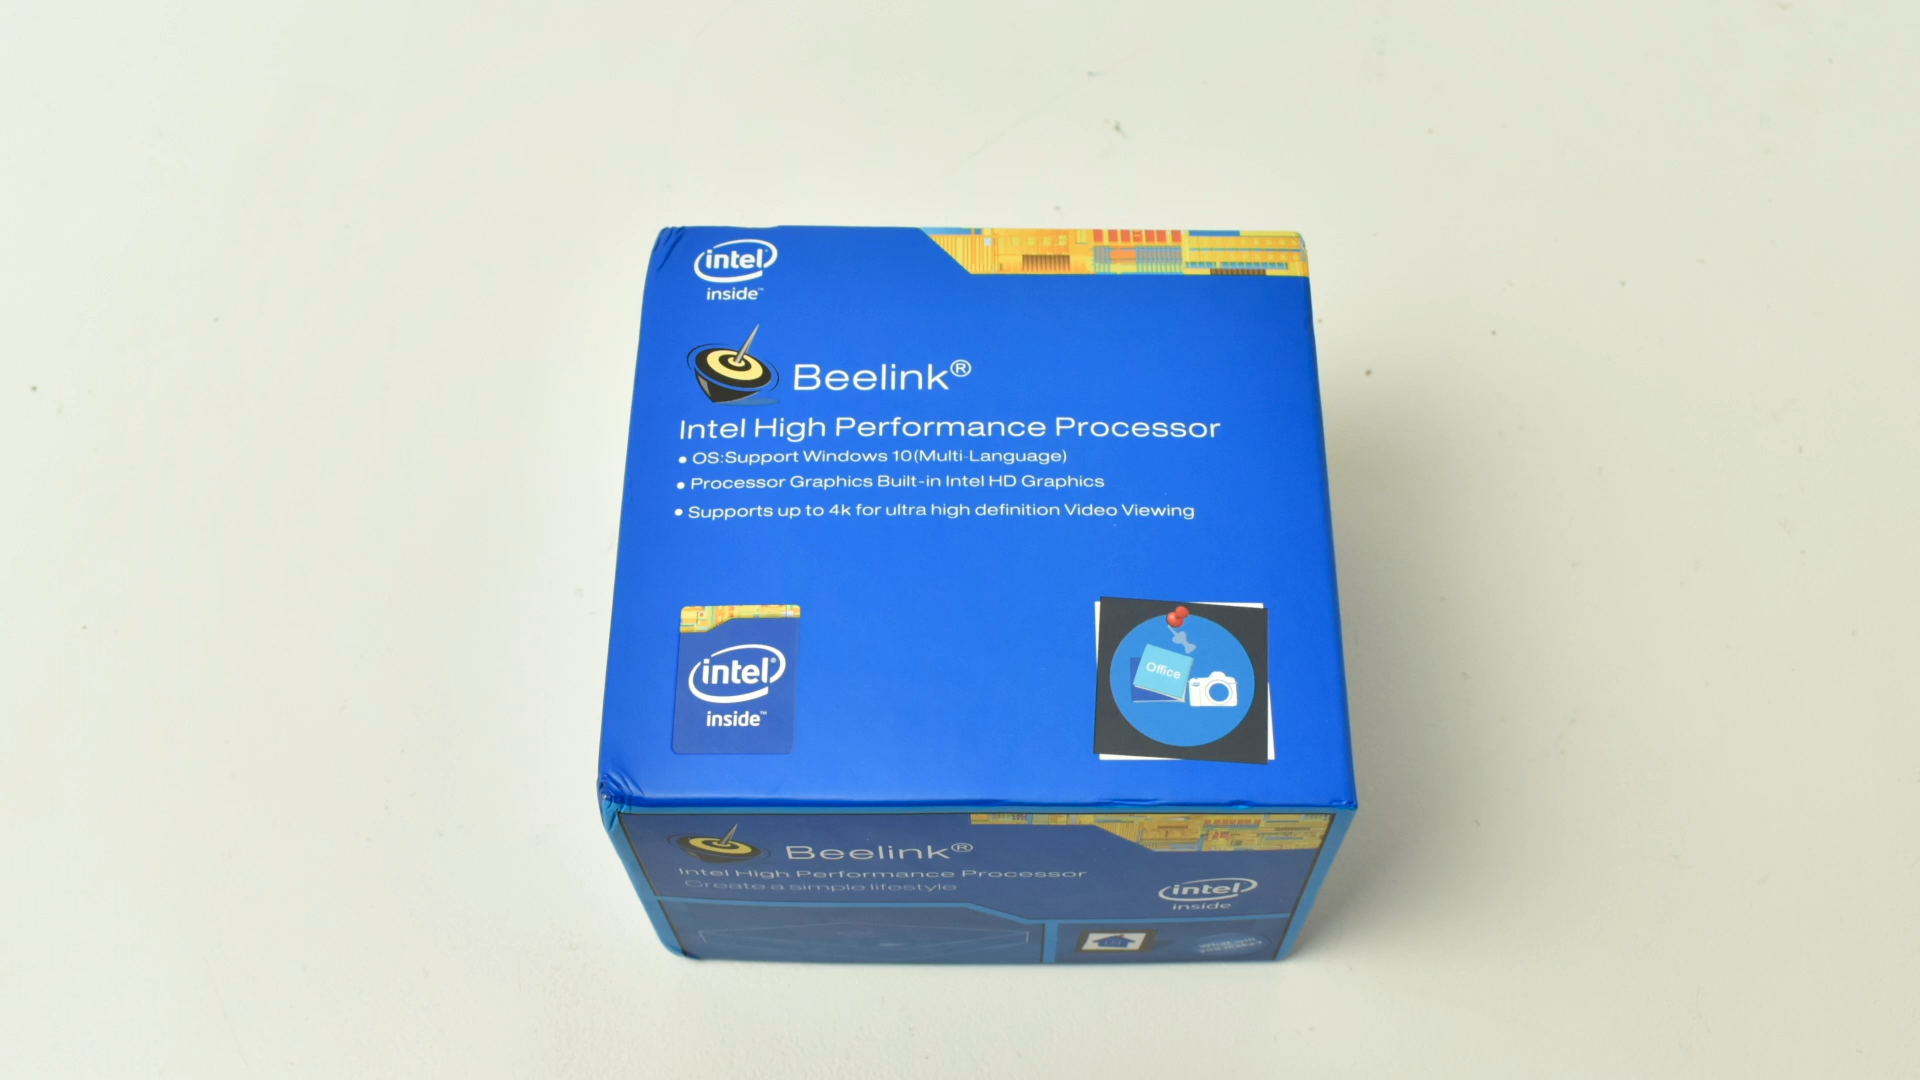 intel®
inside™
Beelink®
Intel High Performance Processor
• OS:Support Windows 10(Multi-Language)
• Processor Graphics Built-in Intel HD Graphics
• Supports up to 4k for ultra high definition Video Viewing
intel®
inside™
Office
Beelink®
Intel High Performance Processor
Create a simple lifestyle
intel
inside